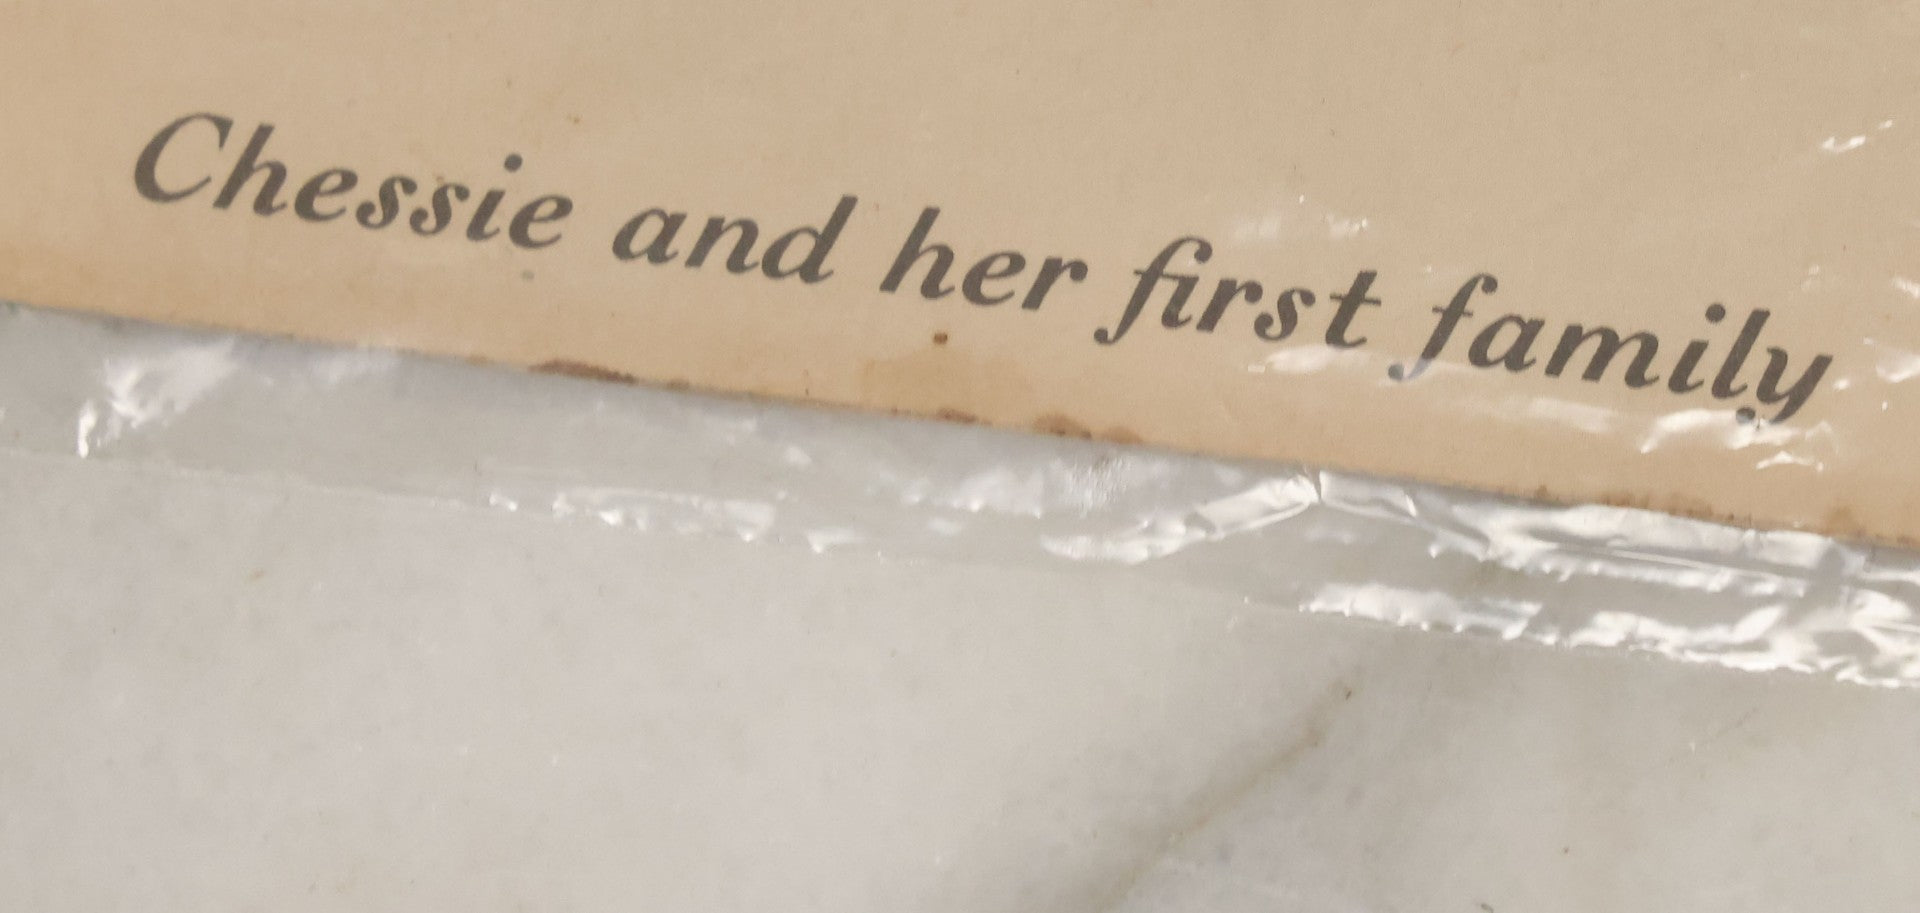 Chessie and her first family